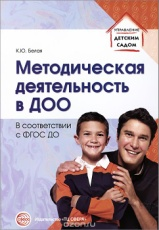 УПРАВЛЕНИЕ
ДЕТСКИМ
САДОМ
К.Ю. Белая
Методическая
деятельность
в ДОО
В соответствии
с ФГОС ДО